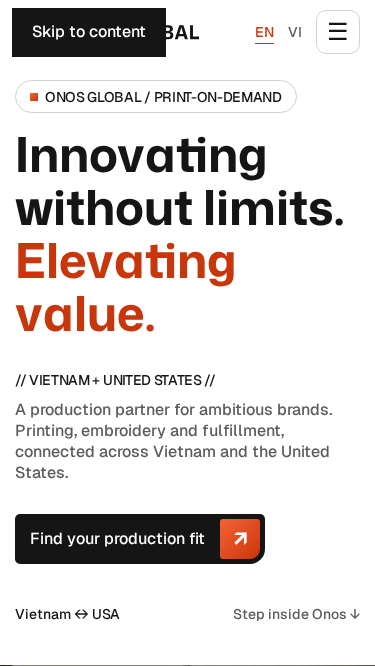 Skip to content
EN VI
ONOS GLOBAL / PRINT-ON-DEMAND
Innovating
without limits.
Elevating
value.
// VIETNAM + UNITED STATES //
A production partner for ambitious brands.
Printing, embroidery and fulfillment,
connected across Vietnam and the United
States.
Find your production fit
Vietnam ↔ USA
Step inside Onos ↓